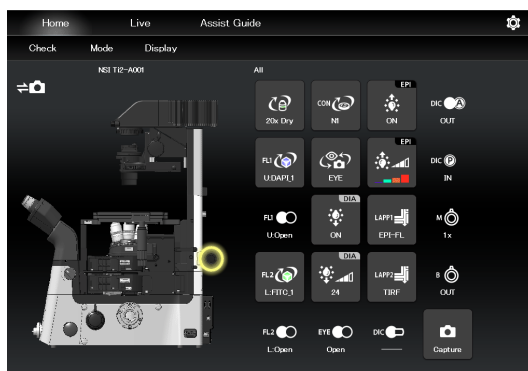 Home Live Assist Guide
Check Mode Display
NSI Ti2-A001
All
20x Dry
CON
N1
EPI
ON
DIC A
OUT
FL1
U:DAPI_1
EYE
EPI
DIC P
IN
FL1
U:Open
DIA
ON
LAPP1
EPI-FL
M
1x
FL2
L:FITC_1
DIA
24
LAPP2
TIRF
B
OUT
FL2
L:Open
EYE
Open
DIC
Capture